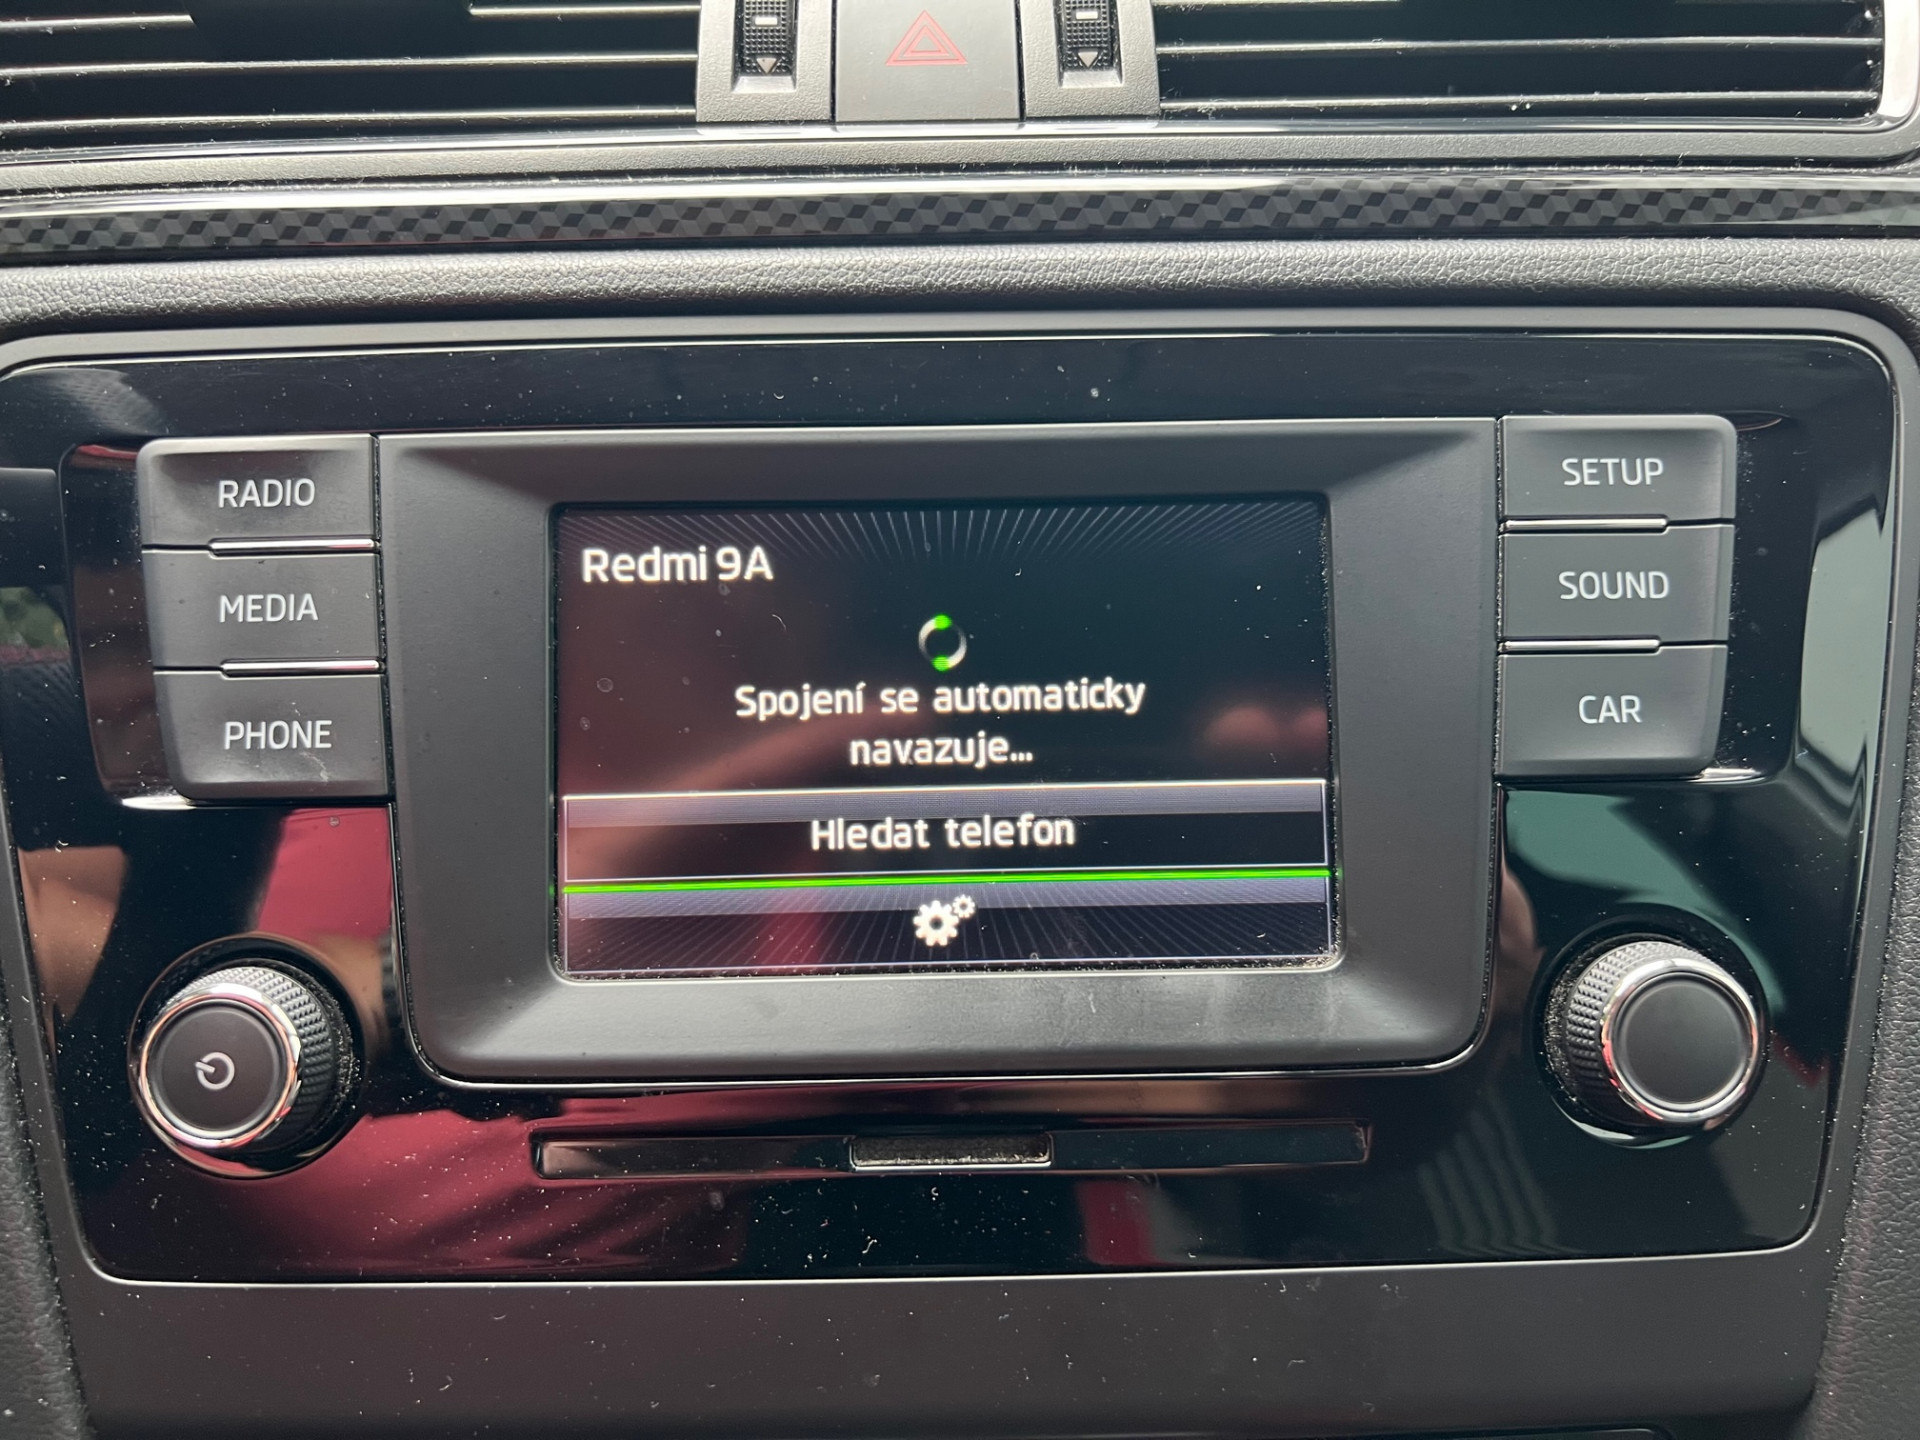 RADIO
MEDIA
PHONE
Redmi 9A
Spojení se automaticky
navazuje...
Hledat telefon
SETUP
SOUND
CAR